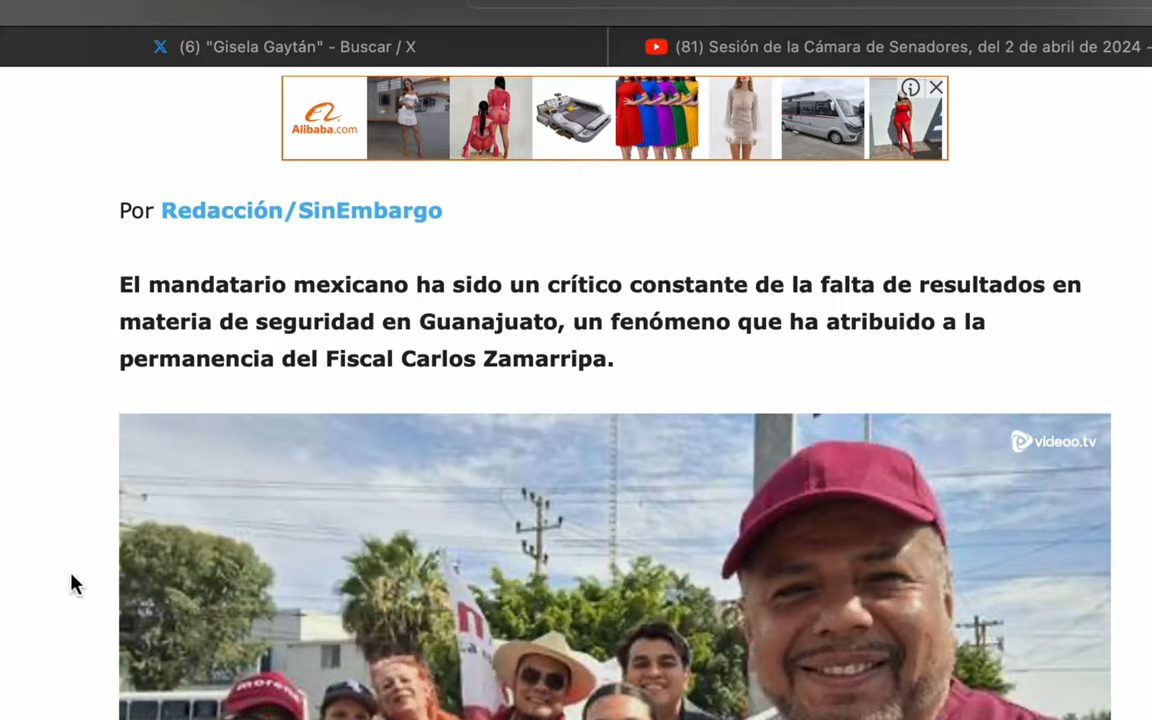 (6) "Gisela Gaytán" - Buscar / X
(81) Sesión de la Cámara de Senadores, del 2 de abril de 2024 -
Alibaba.com
Por Redacción/SinEmbargo
El mandatario mexicano ha sido un crítico constante de la falta de resultados en
materia de seguridad en Guanajuato, un fenómeno que ha atribuido a la
permanencia del Fiscal Carlos Zamarripa.
videoo.tv
morena